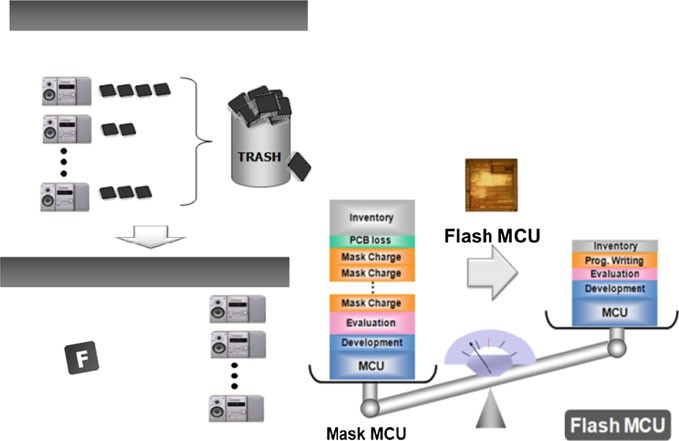 TRASH
F
Inventory
PCB loss
Mask Charge
Mask Charge
Mask Charge
Evaluation
Development
MCU
Mask MCU
Flash MCU
Inventory
Prog. Writing
Evaluation
Development
MCU
Flash MCU